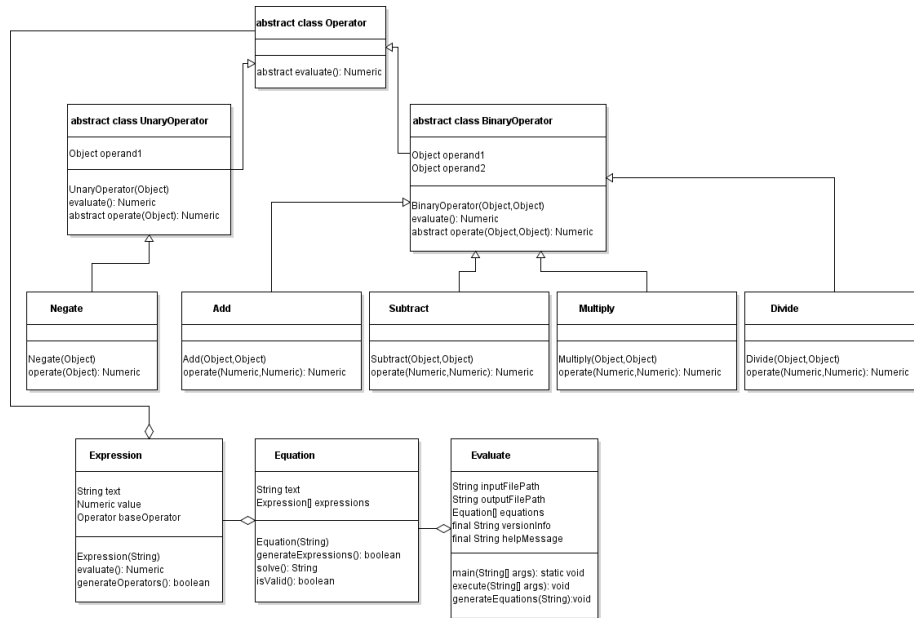 abstract class Operator
abstract evaluate(): Numeric
abstract class UnaryOperator
Object operand1
UnaryOperator(Object)
evaluate(): Numeric
abstract operate(Object): Numeric
abstract class BinaryOperator
Object operand1
Object operand2
BinaryOperator(Object,Object)
evaluate(): Numeric
abstract operate(Object,Object): Numeric
Negate
Negate(Object)
operate(Object): Numeric
Add
Add(Object,Object)
operate(Numeric,Numeric): Numeric
Subtract
Subtract(Object,Object)
operate(Numeric,Numeric): Numeric
Multiply
Multiply(Object,Object)
operate(Numeric,Numeric): Numeric
Divide
Divide(Object,Object)
operate(Numeric,Numeric): Numeric
Expression
String text
Numeric value
Operator baseOperator
Expression(String)
evaluate(): Numeric
generateOperators(): boolean
Equation
String text
Expression[] expressions
Equation(String)
generateExpressions(): boolean
solve(): String
isValid(): boolean
Evaluate
String inputFilePath
String outputFilePath
Equation[] equations
final String versionInfo
final String helpMessage
main(String[] args): static void
execute(String[] args): void
generateEquations(String):void